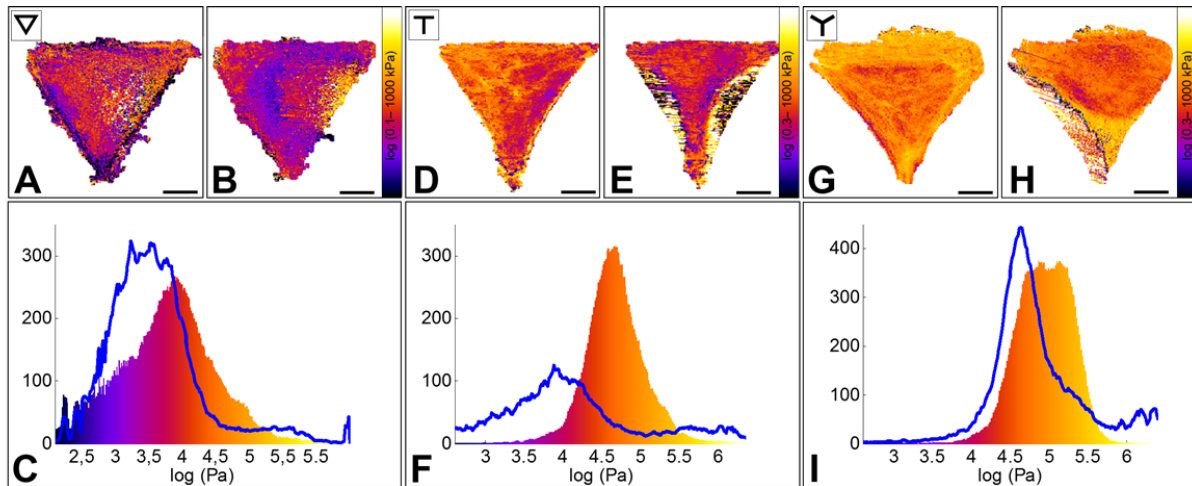 A
B
log (0.1– 1000 kPa)
D
E
log (0.3– 1000 kPa)
G
H
log (0.3– 1000 kPa)
300
200
100
0
2,5 3 3,5 4 4,5 5 5,5 5.5
log (Pa)
C
300
200
100
0
3 3.5 4 4.5 5 5.5 6
log (Pa)
F
400
300
200
100
0
3 3.5 4 4.5 5 5.5 6
log (Pa)
I